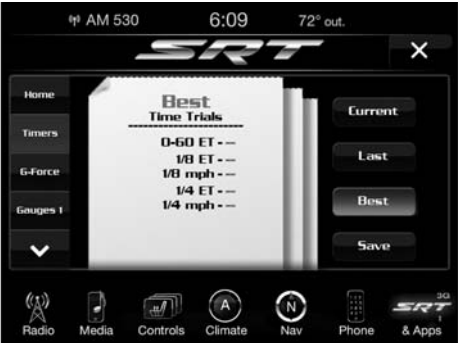 AM 530 6:09 72° out.
SRT
Home
Timers
G-Force
Gauges 1
Best
Time Trials
0-60 ET - --
1/8 ET - --
1/8 mph - --
1/4 ET - --
1/4 mph - --
Current
Last
Best
Save
A N 3G SRT
Radio Media Controls Climate Nav Phone & Apps